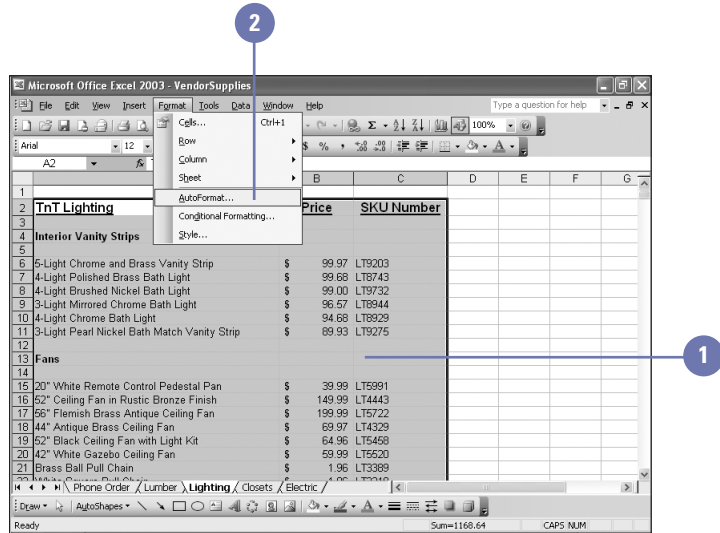 2
Microsoft Office Excel 2003 - VendorSupplies
File Edit View Insert Format Tools Data Window Help Type a question for help
Cells... Ctrl+1
100%
Arial 12 $ % ,
Row
A2 fx
Column
Sheet
B C D E F G
AutoFormat...
Conditional Formatting...
Style...
1
2 TnT Lighting Price SKU Number
3
4 Interior Vanity Strips
5
6 5-Light Chrome and Brass Vanity Strip $ 99.97 LT9203
7 4-Light Polished Brass Bath Light $ 99.68 LT8743
8 4-Light Brushed Nickel Bath Light $ 99.00 LT9732
9 3-Light Mirrored Chrome Bath Light $ 96.57 LT8944
10 4-Light Chrome Bath Light $ 94.68 LT8929
11 3-Light Pearl Nickel Bath Match Vanity Strip $ 89.93 LT9275
12
13 Fans
1
14
15 20" White Remote Control Pedestal Pan $ 39.99 LT5991
16 52" Ceiling Fan in Rustic Bronze Finish $ 149.99 LT4443
17 56" Flemish Brass Antique Ceiling Fan $ 199.99 LT5722
18 44" Antique Brass Ceiling Fan $ 69.97 LT4329
19 52" Black Ceiling Fan with Light Kit $ 64.96 LT5458
20 42" White Gazebo Ceiling Fan $ 59.99 LT5520
21 Brass Ball Pull Chain $ 1.96 LT3389
Phone Order Lumber Lighting Closets Electric
Draw AutoShapes
Ready Sum=1168.64 CAPS NUM